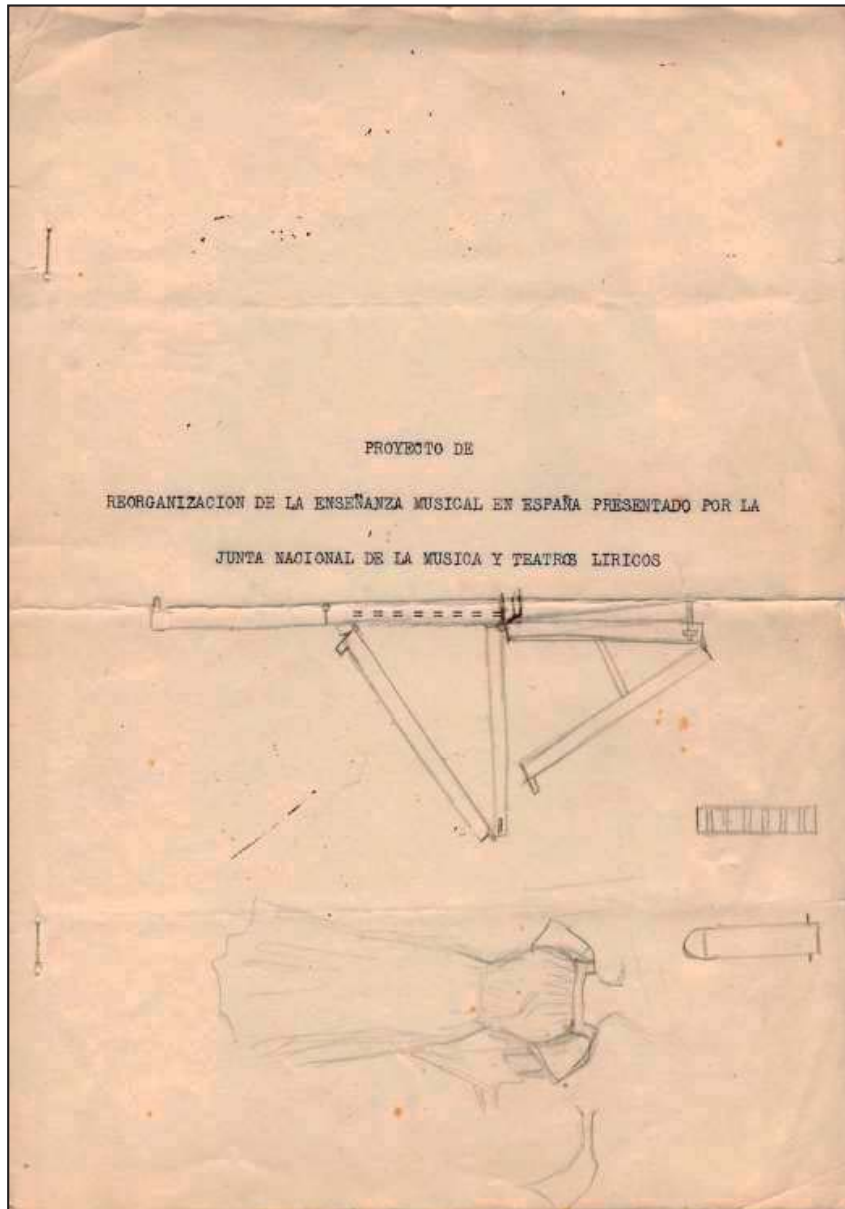 PROYECTO DE
REORGANIZACION DE LA ENSEÑANZA MUSICAL EN ESPAÑA PRESENTADO POR LA
JUNTA NACIONAL DE LA MUSICA Y TEATROS LIRICOS